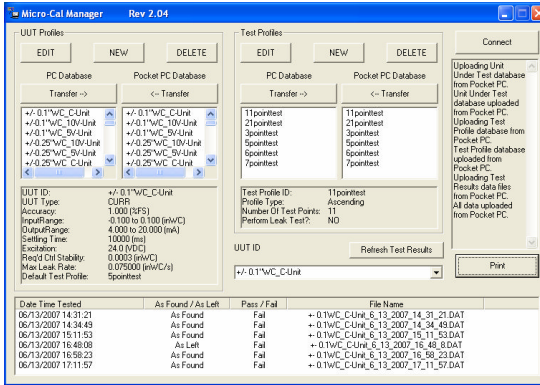 Micro-Cal Manager Rev 2.04
UUT Profiles
EDIT NEW DELETE
PC Database Pocket PC Database
Transfer --> <-- Transfer
+/- 0.1"WC_C-Unit
+/-0.1"WC_10V-Unit
+/-0.1"WC_5V-Unit
+/-0.25"WC_10V-Unit
+/-0.25"WC_5V-Unit
+/-0.25"WC C-Unit
+/- 0.1"WC_C-Unit
+/-0.1"WC_10V-Unit
+/-0.1"WC_5V-Unit
+/-0.25"WC_10V-Unit
+/-0.25"WC_5V-Unit
+/-0.25"WC C-Unit
UUT ID: +/- 0.1"WC_C-Unit
UUT Type: CURR
Accuracy: 1.000 (%FS)
InputRange: -0.100 to 0.100 (inWC)
OutputRange: 4.000 to 20.000 (mA)
Settling Time: 10000 (ms)
Excitation: 24.0 (VDC)
Req'd Ctrl Stability: 0.0003 (inWC)
Max Leak Rate: 0.075000 (inWC/s)
Default Test Profile: 5pointtest
Test Profiles
EDIT NEW DELETE
PC Database Pocket PC Database
Transfer --> <-- Transfer
11pointtest
21pointtest
3pointtest
5pointtest
6pointtest
7pointtest
11pointtest
21pointtest
3pointtest
5pointtest
6pointtest
7pointtest
Test Profile ID: 11pointtest
Profile Type: Ascending
Number Of Test Points: 11
Perform Leak Test?: NO
UUT ID Refresh Test Results
+/- 0.1"WC_C-Unit
Connect
Uploading Unit
Under Test database
from Pocket PC.
Unit Under Test
database uploaded
from Pocket PC.
Uploading Test
Profile database from
Pocket PC.
Test Profile database
uploaded from
Pocket PC.
Uploading Test
Results data files
from Pocket PC.
All data uploaded
from Pocket PC.
Print
Date Time Tested As Found / As Left Pass / Fail File Name
06/13/2007 14:31:21 As Found Fail +- 0.1WC_C-Unit_6_13_2007_14_31_21.DAT
06/13/2007 14:34:49 As Found Fail +- 0.1WC_C-Unit_6_13_2007_14_34_49.DAT
06/13/2007 15:11:53 As Found Fail +- 0.1WC_C-Unit_6_13_2007_15_11_53.DAT
06/13/2007 16:48:08 As Left Fail +- 0.1WC_C-Unit_6_13_2007_16_48_8.DAT
06/13/2007 16:58:23 As Found Fail +- 0.1WC_C-Unit_6_13_2007_16_58_23.DAT
06/13/2007 17:11:57 As Found Fail +- 0.1WC_C-Unit_6_13_2007_17_11_57.DAT